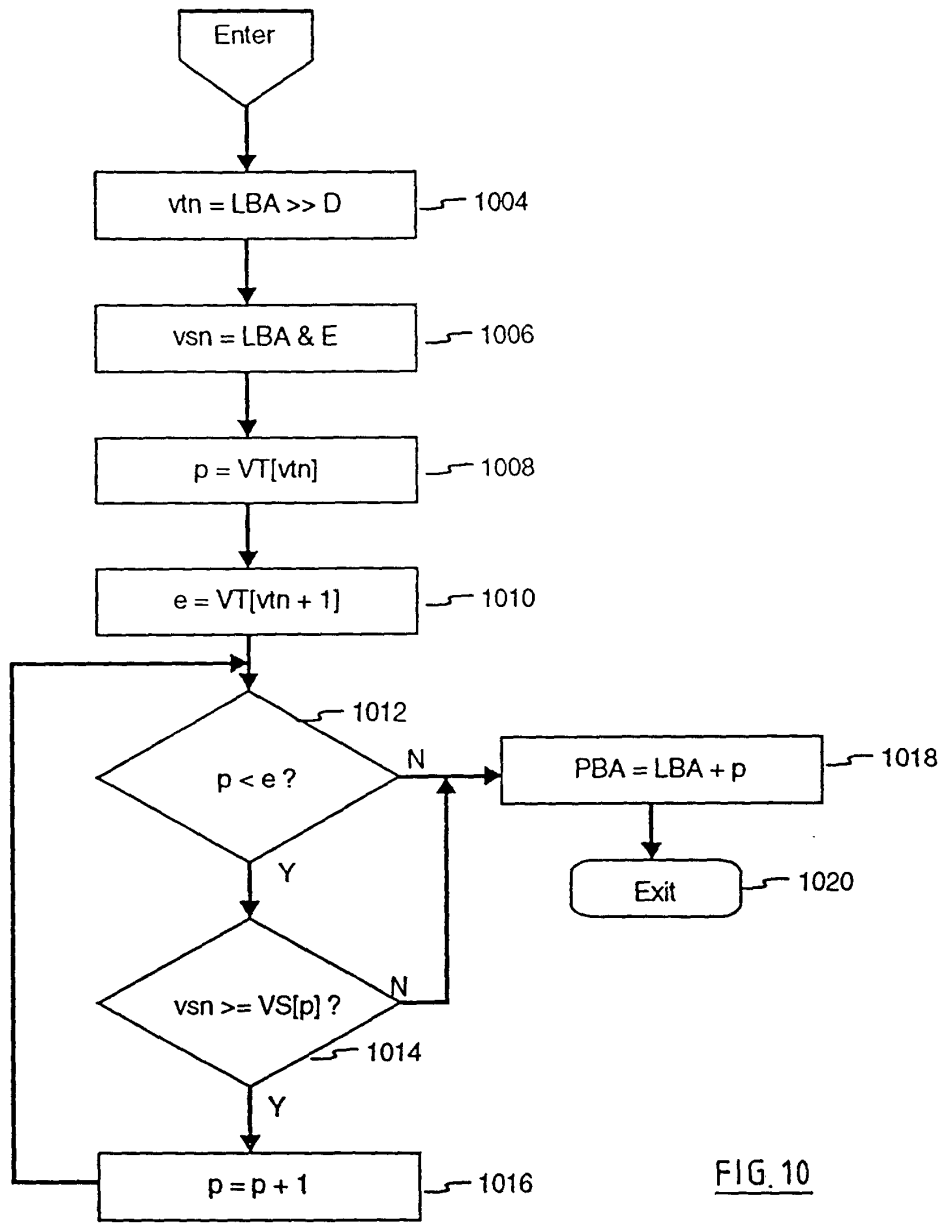 Enter
vtn = LBA >> D
1004
vsn = LBA & E
1006
p = VT[vtn]
1008
e = VT[vtn + 1]
1010
1012
p < e ?
N
PBA = LBA + p
1018
Y
Exit
1020
vsn >= VS[p] ?
N
1014
Y
p = p + 1
1016
FIG. 10